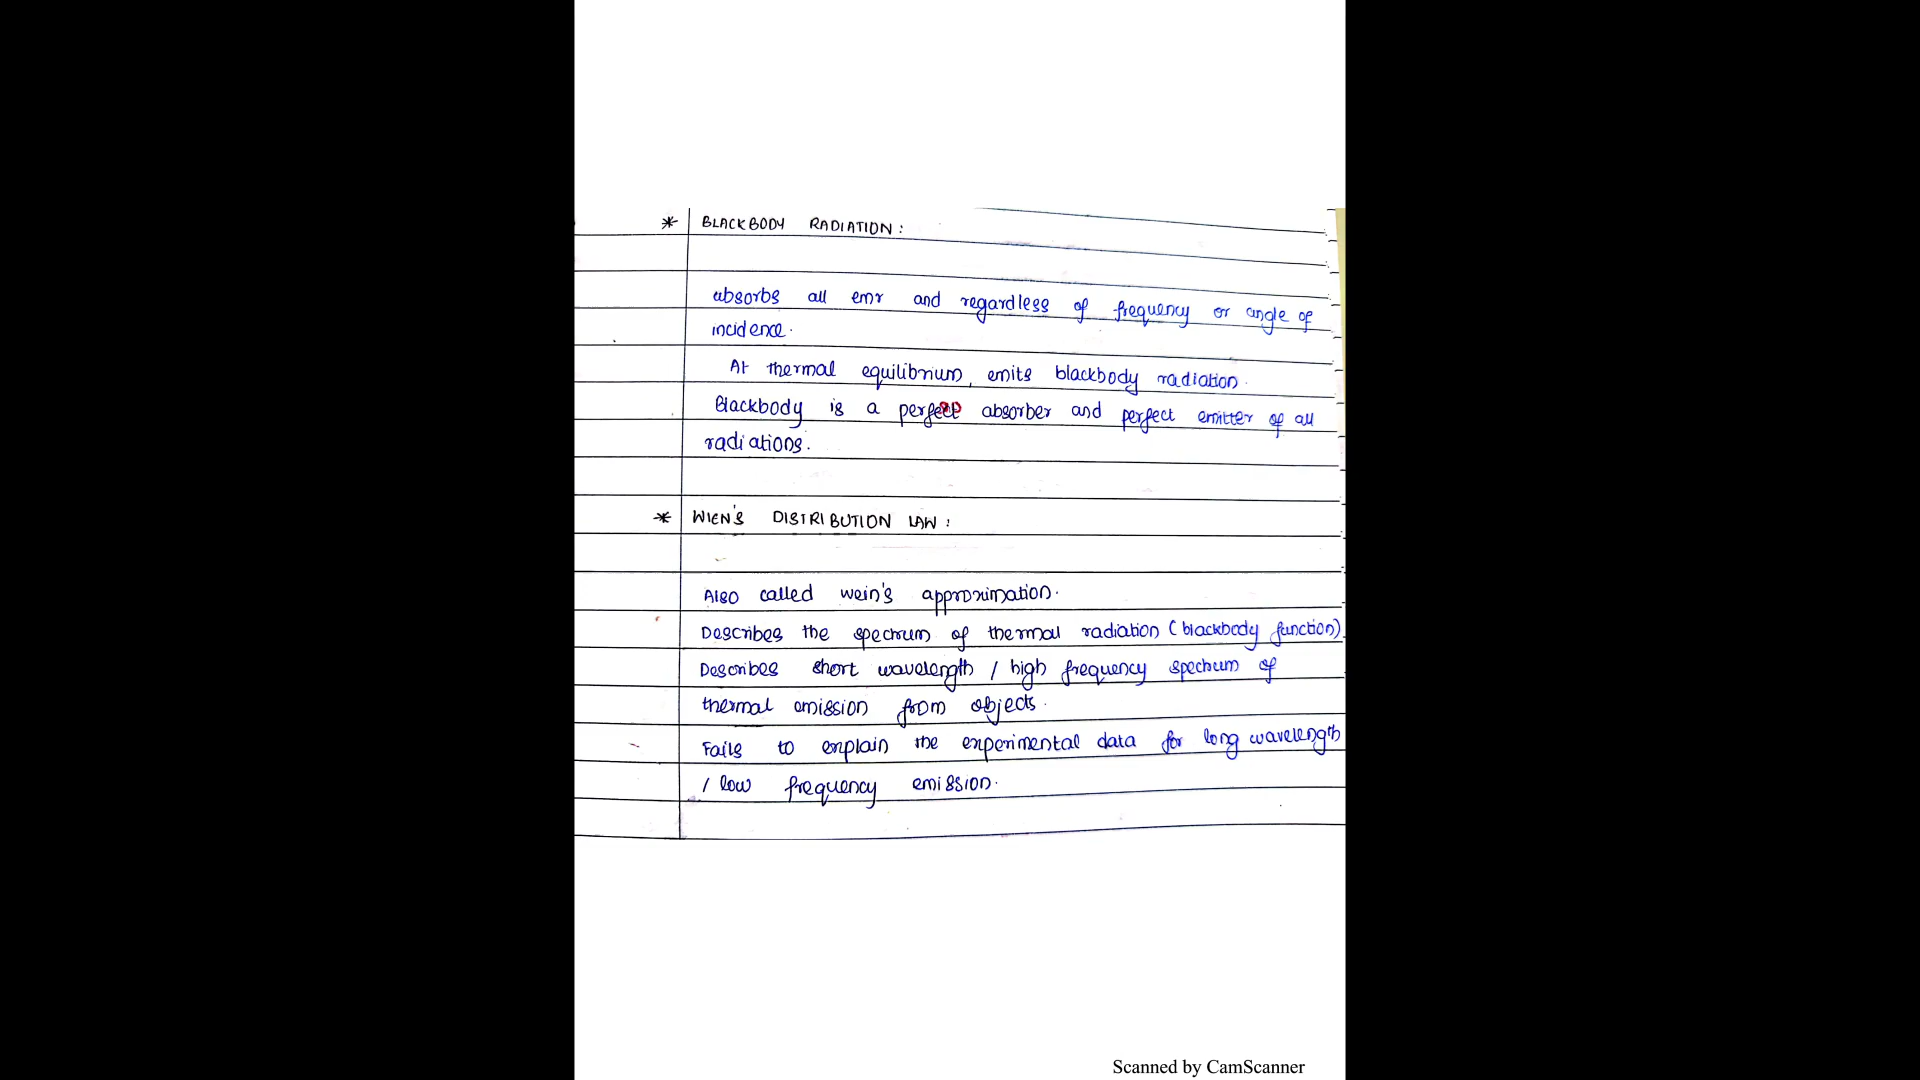 * BLACKBODY RADIATION :
absorbs all emr and regardless of frequency or angle of
incidence.
At thermal equilibrium, emits blackbody radiation.
Blackbody is a perfect absorber and perfect emitter of all
radiations.
* WIEN'S DISTRIBUTION LAW :
Also called wein's approximation.
Describes the spectrum of thermal radiation (blackbody function)
Describes short wavelength / high frequency spectrum of
thermal emission from objects.
Fails to explain the experimental data for long wavelength
/ low frequency emission.
Scanned by CamScanner